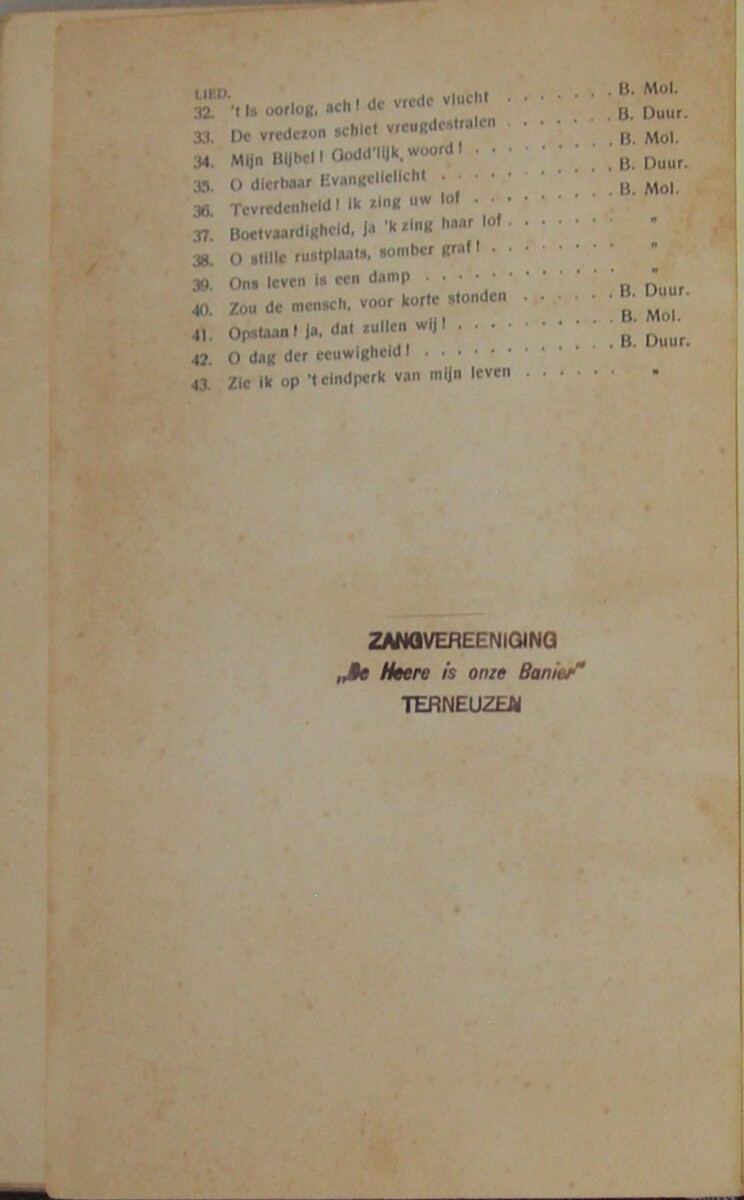 LIED.
32. 't Is oorlog, ach! de vrede vlucht . . . . . . . B. Mol.
33. De vredezon schiet vreugdestralen . . . . . . . B. Duur.
34. Mijn Bijbel! Godd'lijk woord! . . . . . . . . . B. Mol.
35. O dierbaar Evangelielicht . . . . . . . . . . . B. Duur.
36. Tevredenheid! ik zing uw lof . . . . . . . . . B. Mol.
37. Boetvaardigheid, ja 'k zing haar lof . . . . . . . "
38. O stille rustplaats, somber graf! . . . . . . . . "
39. Ons leven is een damp . . . . . . . . . . . . "
40. Zou de mensch, voor korte stonden . . . . . . B. Duur.
41. Opstaan! ja, dat zullen wij! . . . . . . . . . . B. Mol.
42. O dag der eeuwigheid! . . . . . . . . . . . . B. Duur.
43. Zie ik op 't eindperk van mijn leven . . . . . . "
ZANGVEREENIGING
„De Heere is onze Banier"
TERNEUZEN